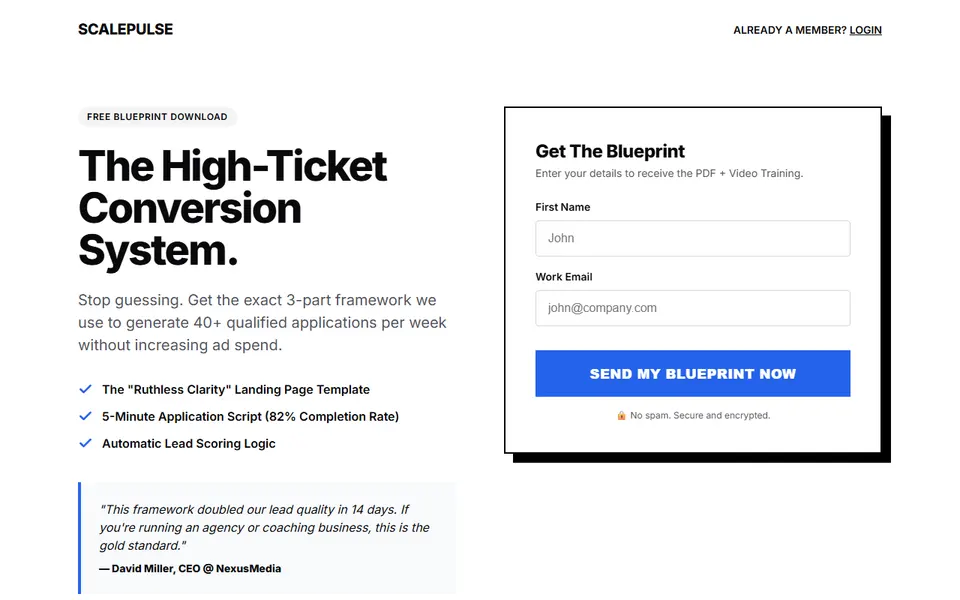 SCALEPULSE
ALREADY A MEMBER? LOGIN
FREE BLUEPRINT DOWNLOAD
The High-Ticket
Conversion
System.
Stop guessing. Get the exact 3-part framework we
use to generate 40+ qualified applications per week
without increasing ad spend.
The "Ruthless Clarity" Landing Page Template
5-Minute Application Script (82% Completion Rate)
Automatic Lead Scoring Logic
"This framework doubled our lead quality in 14 days. If
you're running an agency or coaching business, this is the
gold standard."
— David Miller, CEO @ NexusMedia
Get The Blueprint
Enter your details to receive the PDF + Video Training.
First Name
John
Work Email
john@company.com
SEND MY BLUEPRINT NOW
🔒 No spam. Secure and encrypted.